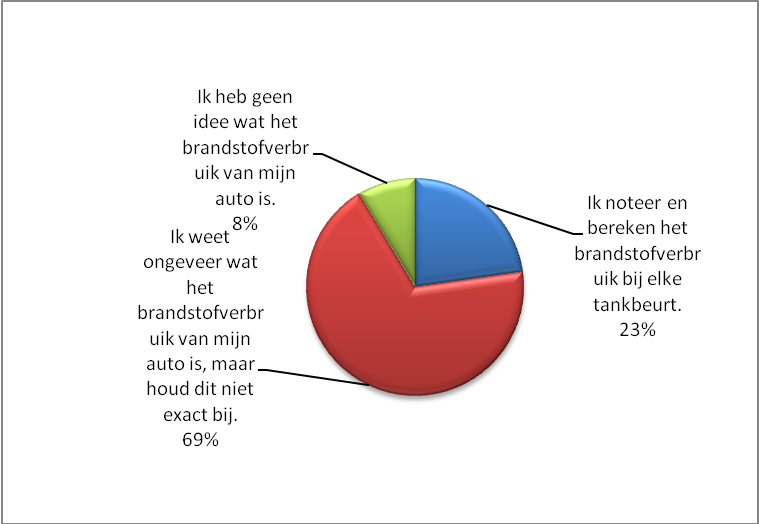 Ik heb geen
idee wat het
brandstofverbr
uik van mijn
auto is.
8%
Ik weet
ongeveer wat
het
brandstofverbr
uik van mijn
auto is, maar
houd dit niet
exact bij.
69%
Ik noteer en
bereken het
brandstofverbr
uik bij elke
tankbeurt.
23%